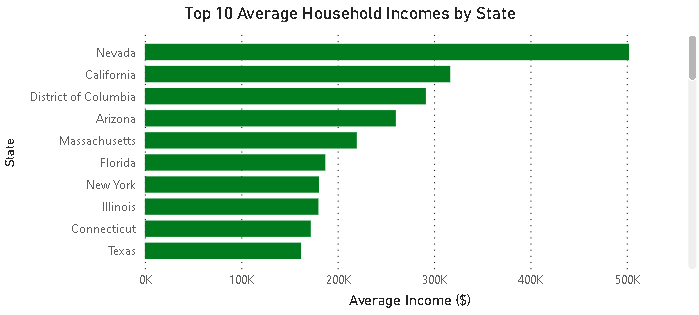 Top 10 Average Household Incomes by State
State
Nevada
California
District of Columbia
Arizona
Massachusetts
Florida
New York
Illinois
Connecticut
Texas
0K 100K 200K 300K 400K 500K
Average Income ($)